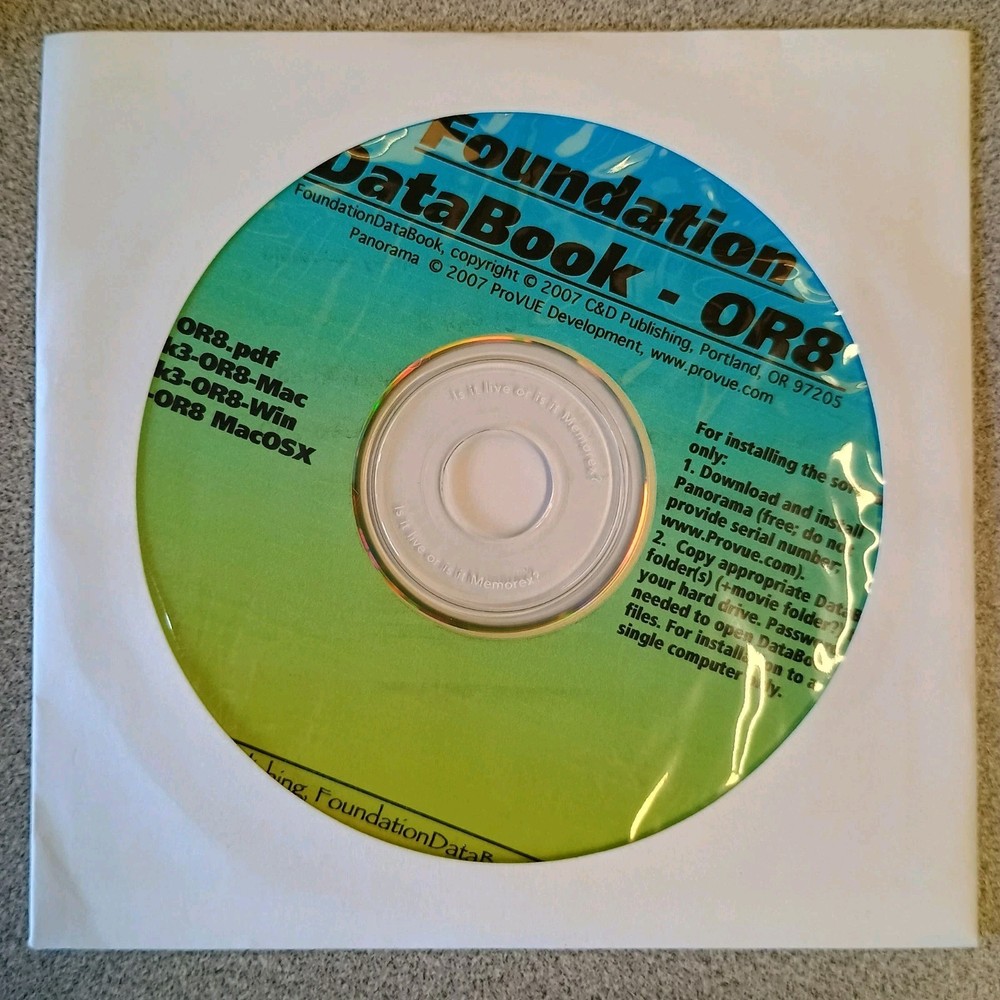 Foundation
DataBook - OR8
FoundationDataBook, copyright © 2007 C&D Publishing, Portland, OR 97205
Panorama © 2007 ProVUE Development, www.provue.com
OR8.pdf
k3-OR8-Mac
k3-OR8-Win
-OR8 MacOSX
For installing the
only:
1. Download and install
Panorama (free; do no
provide serial number
www.Provue.com).
2. Copy appropriate Data
folder(s) (+movie folder?)
your hard drive. Passw
needed to open DataBo
files. For to a
single computer
Is it live or is it Memorex?
Is it live or is it Memorex?
hing, FoundationDataB